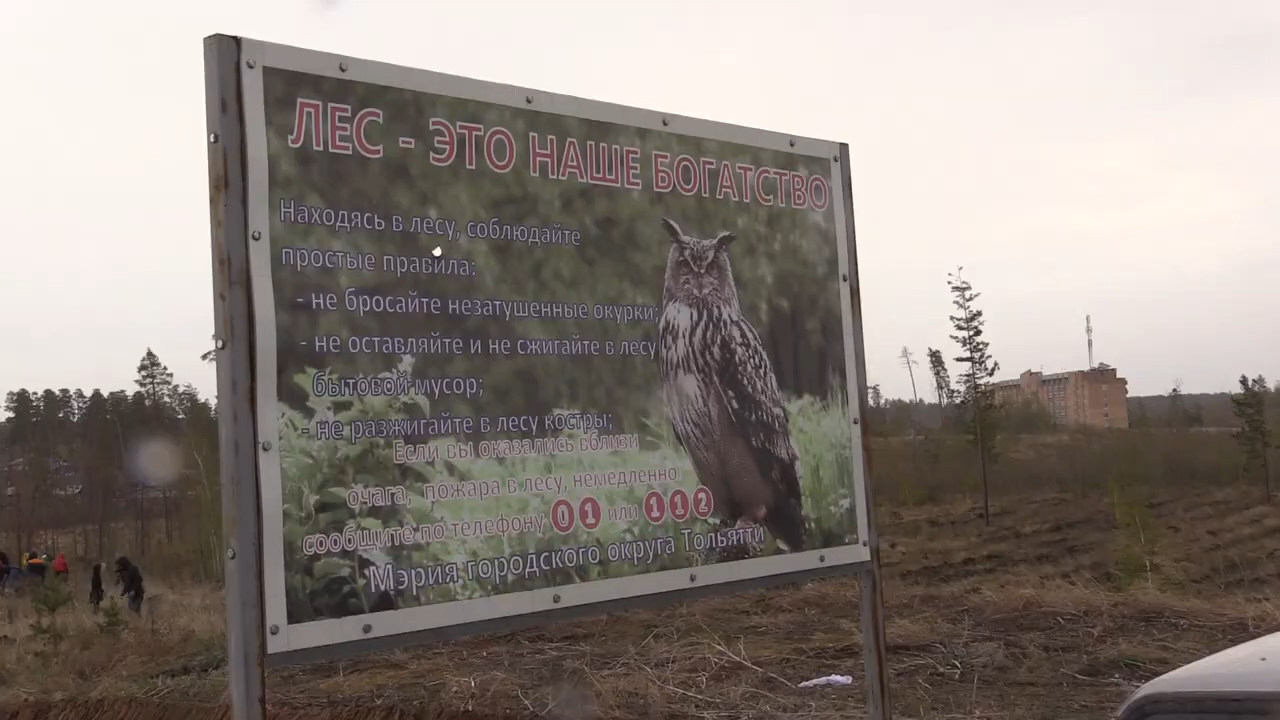 ЛЕС - ЭТО НАШЕ БОГАТСТВО
Находясь в лесу, соблюдайте
простые правила:
- не бросайте незатушенные окурки;
- не оставляйте и не сжигайте в лесу
бытовой мусор;
- не разжигайте в лесу костры;
Если вы оказались вблизи
очага, пожара в лесу, немедленно
сообщите по телефону 01 или 112
Мэрия городского округа Тольятти